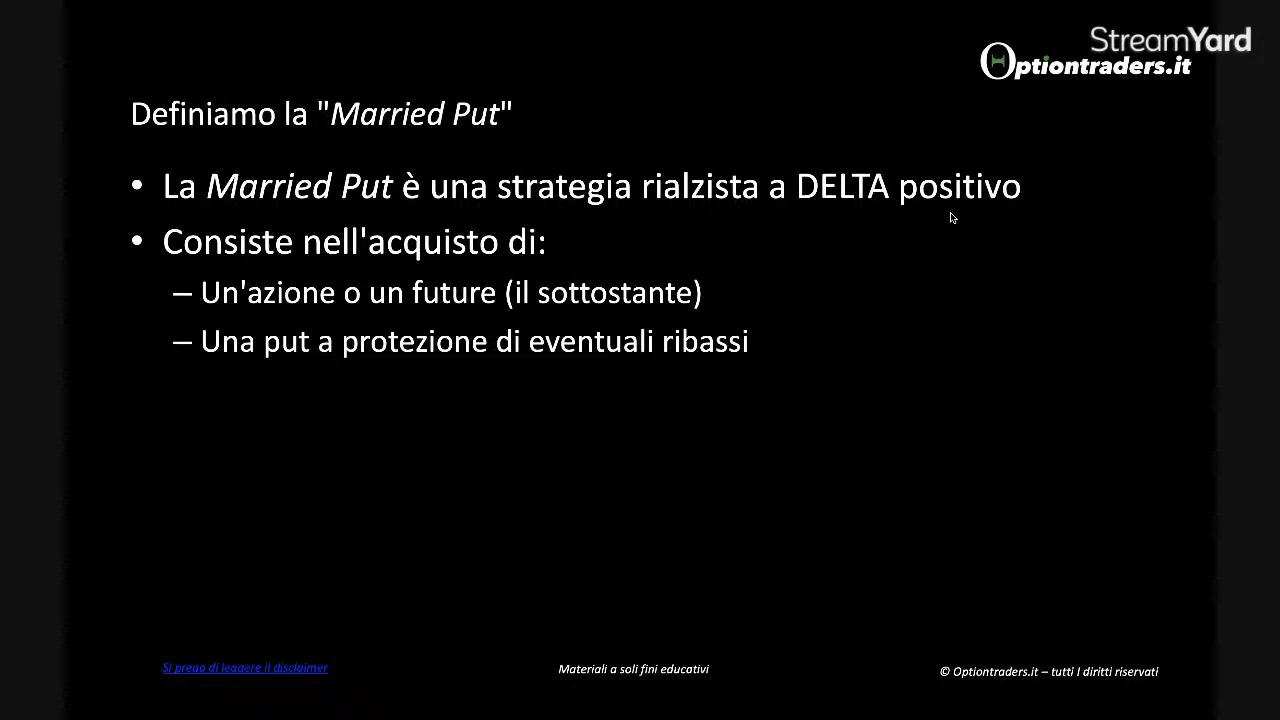 StreamYard
Optiontraders.it
Definiamo la "Married Put"
• La Married Put è una strategia rialzista a DELTA positivo
• Consiste nell'acquisto di:
– Un'azione o un future (il sottostante)
– Una put a protezione di eventuali ribassi
Si prega di leggere il disclaimer
Materiali a soli fini educativi
© Optiontraders.it – tutti I diritti riservati